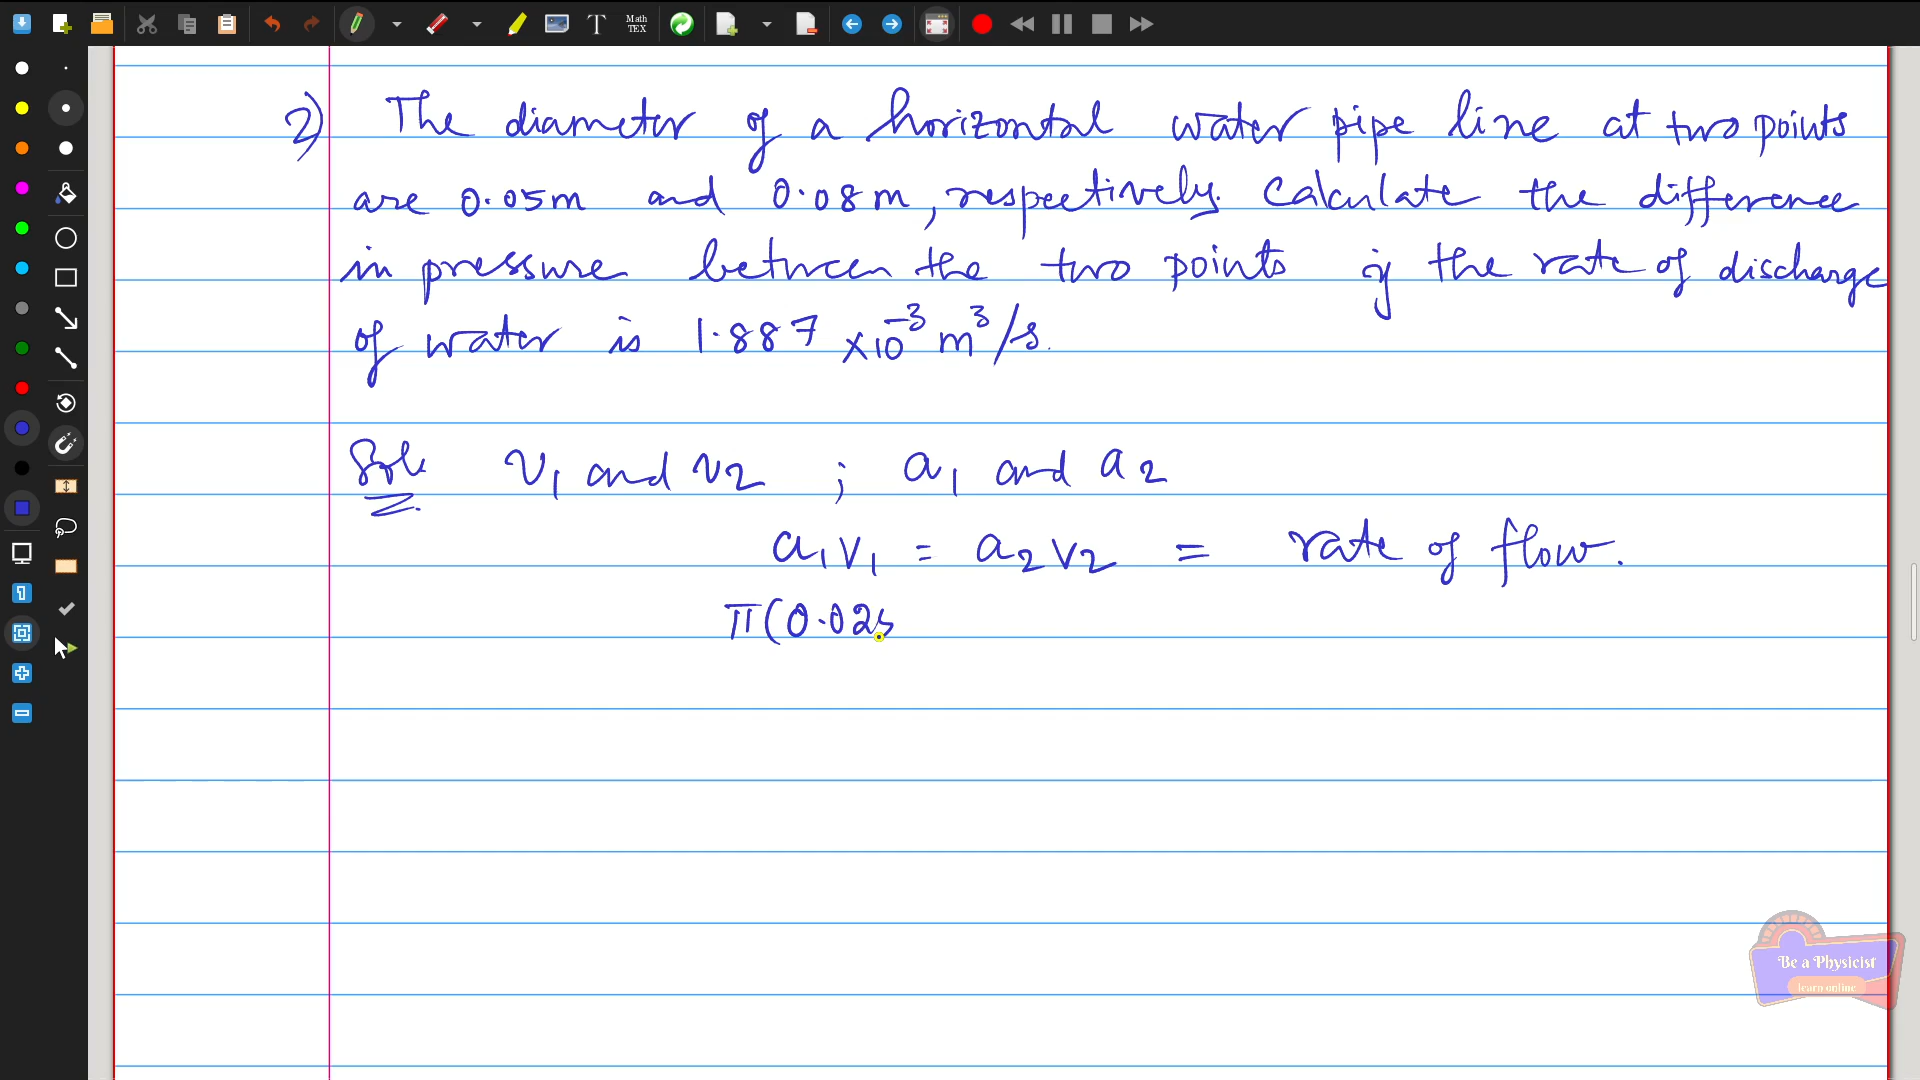 Math
TEX
2) The diameter of a horizontal water pipe line at two points
are 0.05m and 0.08m, respectively. Calculate the difference
in pressure between the two points if the rate of discharge
of water is 1.887 ×10⁻³ m³/s.
Sol: v₁ and v2 ; a₁ and a2
a₁v₁ = a2v2 = rate of flow.
π(0.025
Be a Physicist
learn online